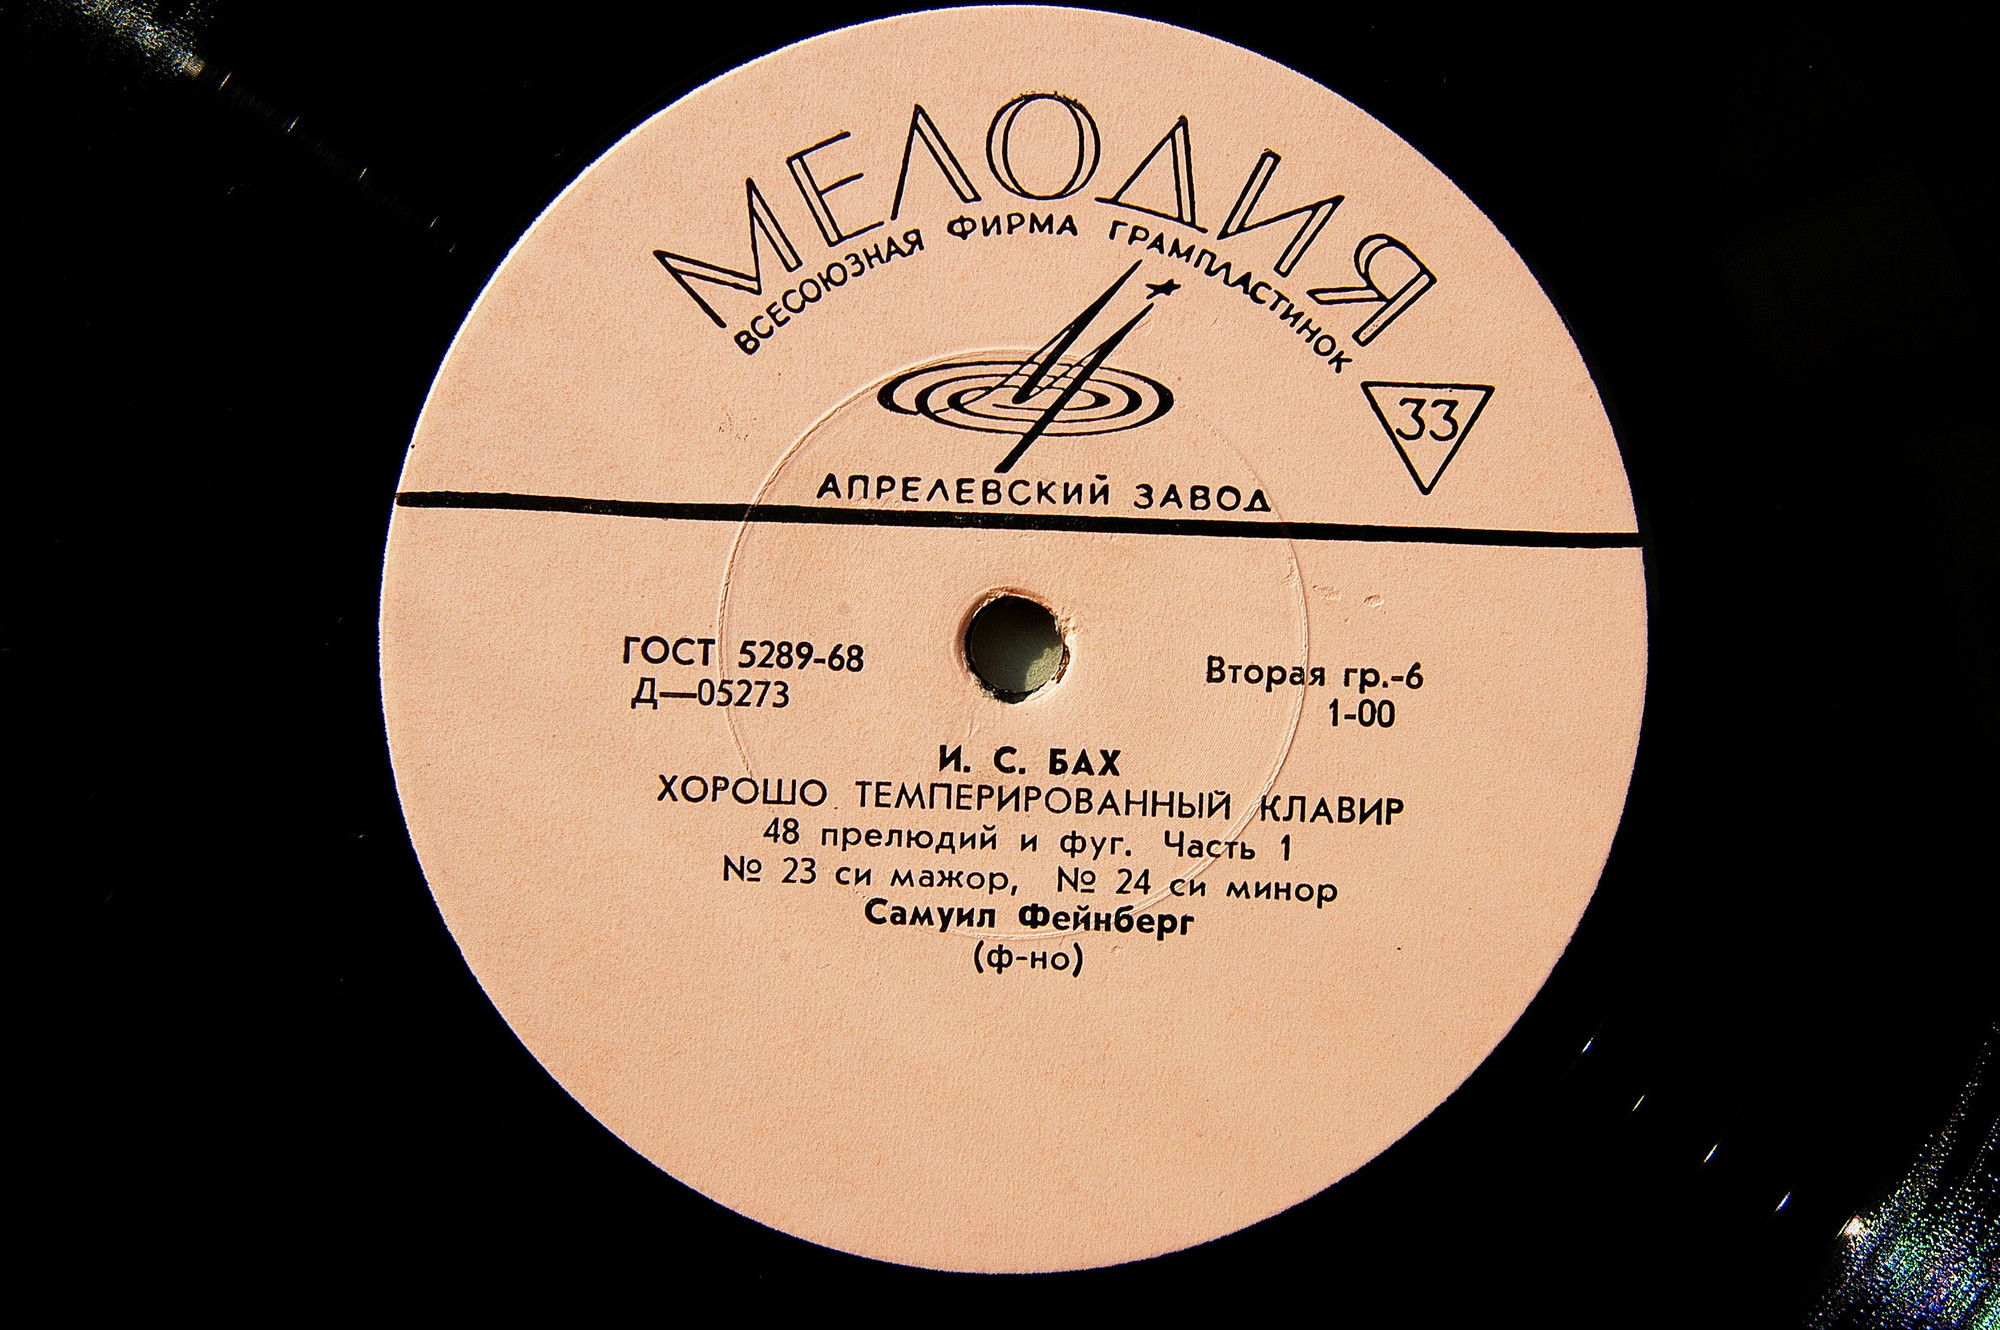 МЕЛОДИЯ
ВСЕСОЮЗНАЯ ФИРМА ГРАМПЛАСТИНОК
33
АПРЕЛЕВСКИЙ ЗАВОД
ГОСТ 5289-68
Д—05273
Вторая гр.-6
1-00
И. С. БАХ
ХОРОШО ТЕМПЕРИРОВАННЫЙ КЛАВИР
48 прелюдий и фуг. Часть 1
№ 23 си мажор, № 24 си минор
Самуил Фейнберг
(ф-но)